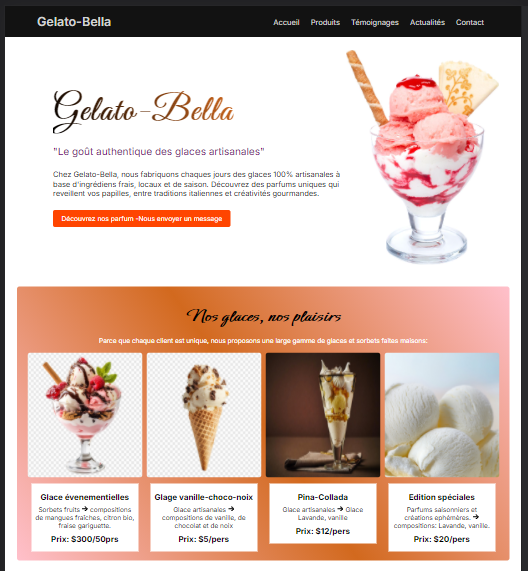 Gelato-Bella
Accueil Produits Témoignages Actualités Contact
Gelato-Bella
"Le goût authentique des glaces artisanales"
Chez Gelato-Bella, nous fabriquons chaques jours des glaces 100% artisanales à
base d'ingrédiens frais, locaux et de saison. Découvrez des parfums uniques qui
reveillent vos papilles, entre traditions italiennes et créativités gourmandes.
Découvrez nos parfum -Nous envoyer un message
Nos glaces, nos plaisirs
Parce que chaque client est unique, nous proposons une large gamme de glaces et sorbets faites maisons:
Glace évenementielles
Sorbets fruits ➔ compositions
de mangues fraîches, citron bio,
fraise gariguette.
Prix: $300/50prs
Glage vanille-choco-noix
Glace artisanales ➔
compositions de vanille, de
chocolat et de noix
Prix: $5/pers
Pina-Collada
Glace artisanales ➔ Glace
Lavande, vanille
Prix: $12/pers
Edition spéciales
Parfums saisonniers et
créations ephémères. ➔
compositions: Lavande, vanille.
Prix: $20/pers